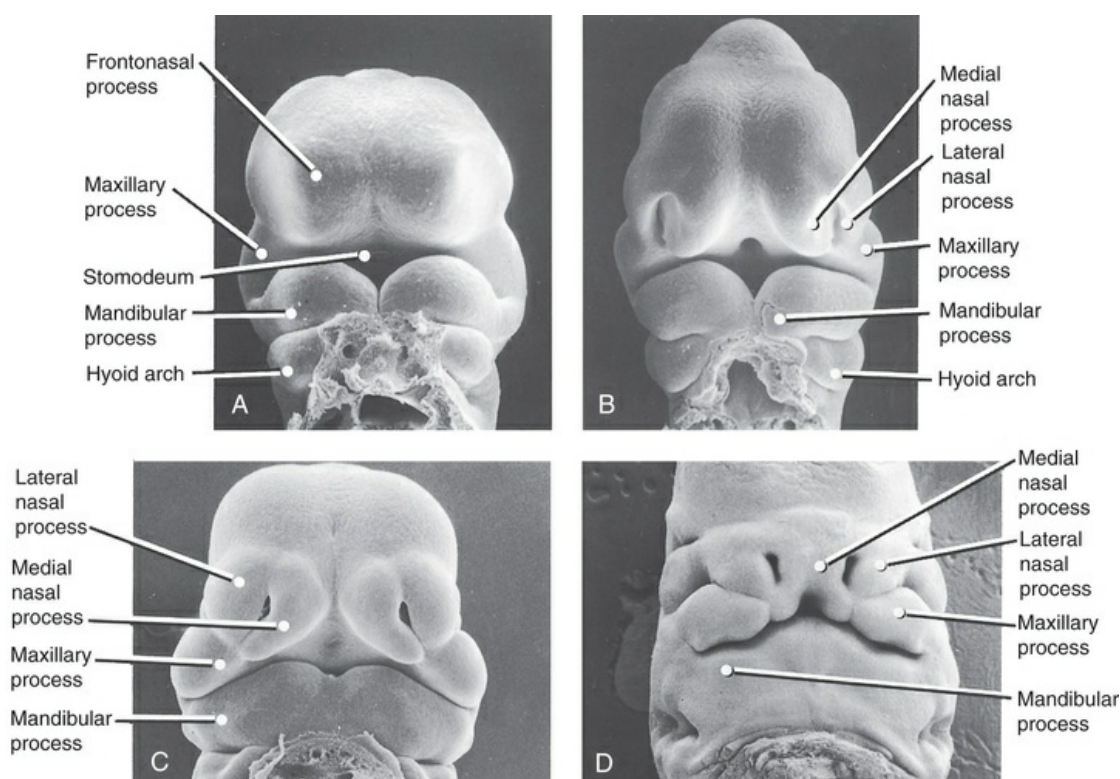 Frontonasal
process
Maxillary
process
Stomodeum
Mandibular
process
Hyoid arch
A
Medial
nasal
process
Lateral
nasal
process
Maxillary
process
Mandibular
process
Hyoid arch
B
Lateral
nasal
process
Medial
nasal
process
Maxillary
process
Mandibular
process
C
Medial
nasal
process
Lateral
nasal
process
Maxillary
process
Mandibular
process
D